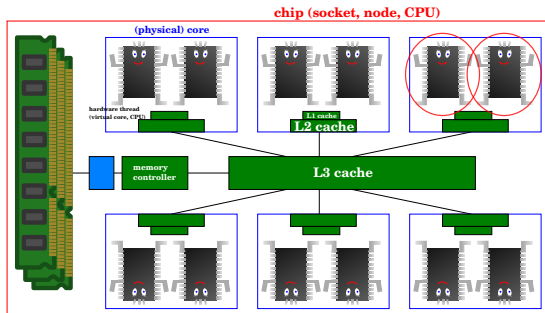 chip (socket, node, CPU)
(physical) core
hardware thread
(virtual core, CPU)
L1 cache
L2 cache
memory
controller
L3 cache